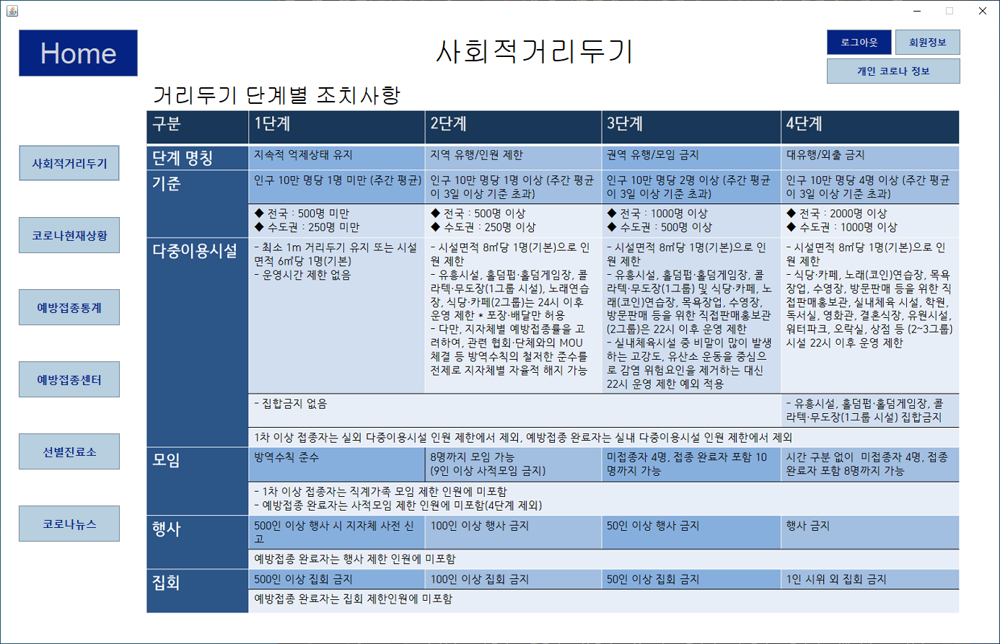 Home
사회적거리두기
로그아웃
회원정보
개인 코로나 정보
사회적거리두기
코로나현재상황
예방접종통계
예방접종센터
선별진료소
코로나뉴스
거리두기 단계별 조치사항
구분
1단계
2단계
3단계
4단계
단계 명칭
지속적 억제상태 유지
지역 유행/인원 제한
권역 유행/모임 금지
대유행/외출 금지
기준
인구 10만 명당 1명 미만 (주간 평균)
인구 10만 명당 1명 이상 (주간 평균
이 3일 이상 기준 초과)
인구 10만 명당 2명 이상 (주간 평균
이 3일 이상 기준 초과)
인구 10만 명당 4명 이상 (주간 평균
이 3일 이상 기준 초과)
◆ 전국 : 500명 미만
◆ 수도권 : 250명 미만
◆ 전국 : 500명 이상
◆ 수도권 : 250명 이상
◆ 전국 : 1000명 이상
◆ 수도권 : 500명 이상
◆ 전국 : 2000명 이상
◆ 수도권 : 1000명 이상
다중이용시설
- 최소 1m 거리두기 유지 또는 시설
면적 6㎡당 1명(기본)
- 운영시간 제한 없음
- 시설면적 8㎡당 1명(기본)으로 인
원 제한
- 유흥시설, 홀덤펍·홀덤게임장, 콜
라텍·무도장(1그룹 시설), 노래연습
장, 식당·카페(2그룹)는 24시 이후
운영 제한 * 포장·배달만 허용
- 다만, 지자체별 예방접종률을 고
려하여, 관련 협회·단체와의 MOU
체결 등 방역수칙의 철저한 준수를
전제로 지자체별 자율적 해지 가능
- 시설면적 8㎡당 1명(기본)으로 인
원 제한
- 유흥시설, 홀덤펍·홀덤게임장, 콜
라텍·무도장(1그룹) 및 식당·카페, 노
래(코인)연습장, 목욕장업, 수영장,
방문판매 등을 위한 직접판매홍보관
(2그룹)은 22시 이후 운영 제한
- 실내체육시설 중 비말이 많이 발생
하는 고강도, 유산소 운동을 중심으
로 감염 위험요인을 제거하는 대신
22시 운영 제한 예외 적용
- 시설면적 8㎡당 1명(기본)으로 인
원 제한
- 식당·카페, 노래(코인)연습장, 목욕
장업, 수영장, 방문판매 등을 위한 직
접판매홍보관, 실내체육 시설, 학원,
독서실, 영화관, 결혼식장, 유원시설,
워터파크, 오락실, 상점 등 (2~3그룹)
시설 22시 이후 운영 제한
- 집합금지 없음
- 유흥시설, 홀덤펍·홀덤게임장, 콜
라텍·무도장(1그룹 시설) 집합금지
1차 이상 접종자는 실외 다중이용시설 인원 제한에서 제외, 예방접종 완료자는 실내 다중이용시설 인원 제한에서 제외
모임
방역수칙 준수
8명까지 모임 가능
(9인 이상 사적모임 금지)
미접종자 4명, 접종 완료자 포함 10
명까지 가능
시간 구분 없이 미접종자 4명, 접종
완료자 포함 8명까지 가능
- 1차 이상 접종자는 직계가족 모임 제한 인원에 미포함
- 예방접종 완료자는 사적모임 제한 인원에 미포함(4단계 제외)
행사
500인 이상 행사 시 지자체 사전 신
고
100인 이상 행사 금지
50인 이상 행사 금지
행사 금지
예방접종 완료자는 행사 제한 인원에 미포함
집회
500인 이상 집회 금지
100인 이상 집회 금지
50인 이상 집회 금지
1인 시위 외 집회 금지
예방접종 완료자는 집회 제한인원에 미포함